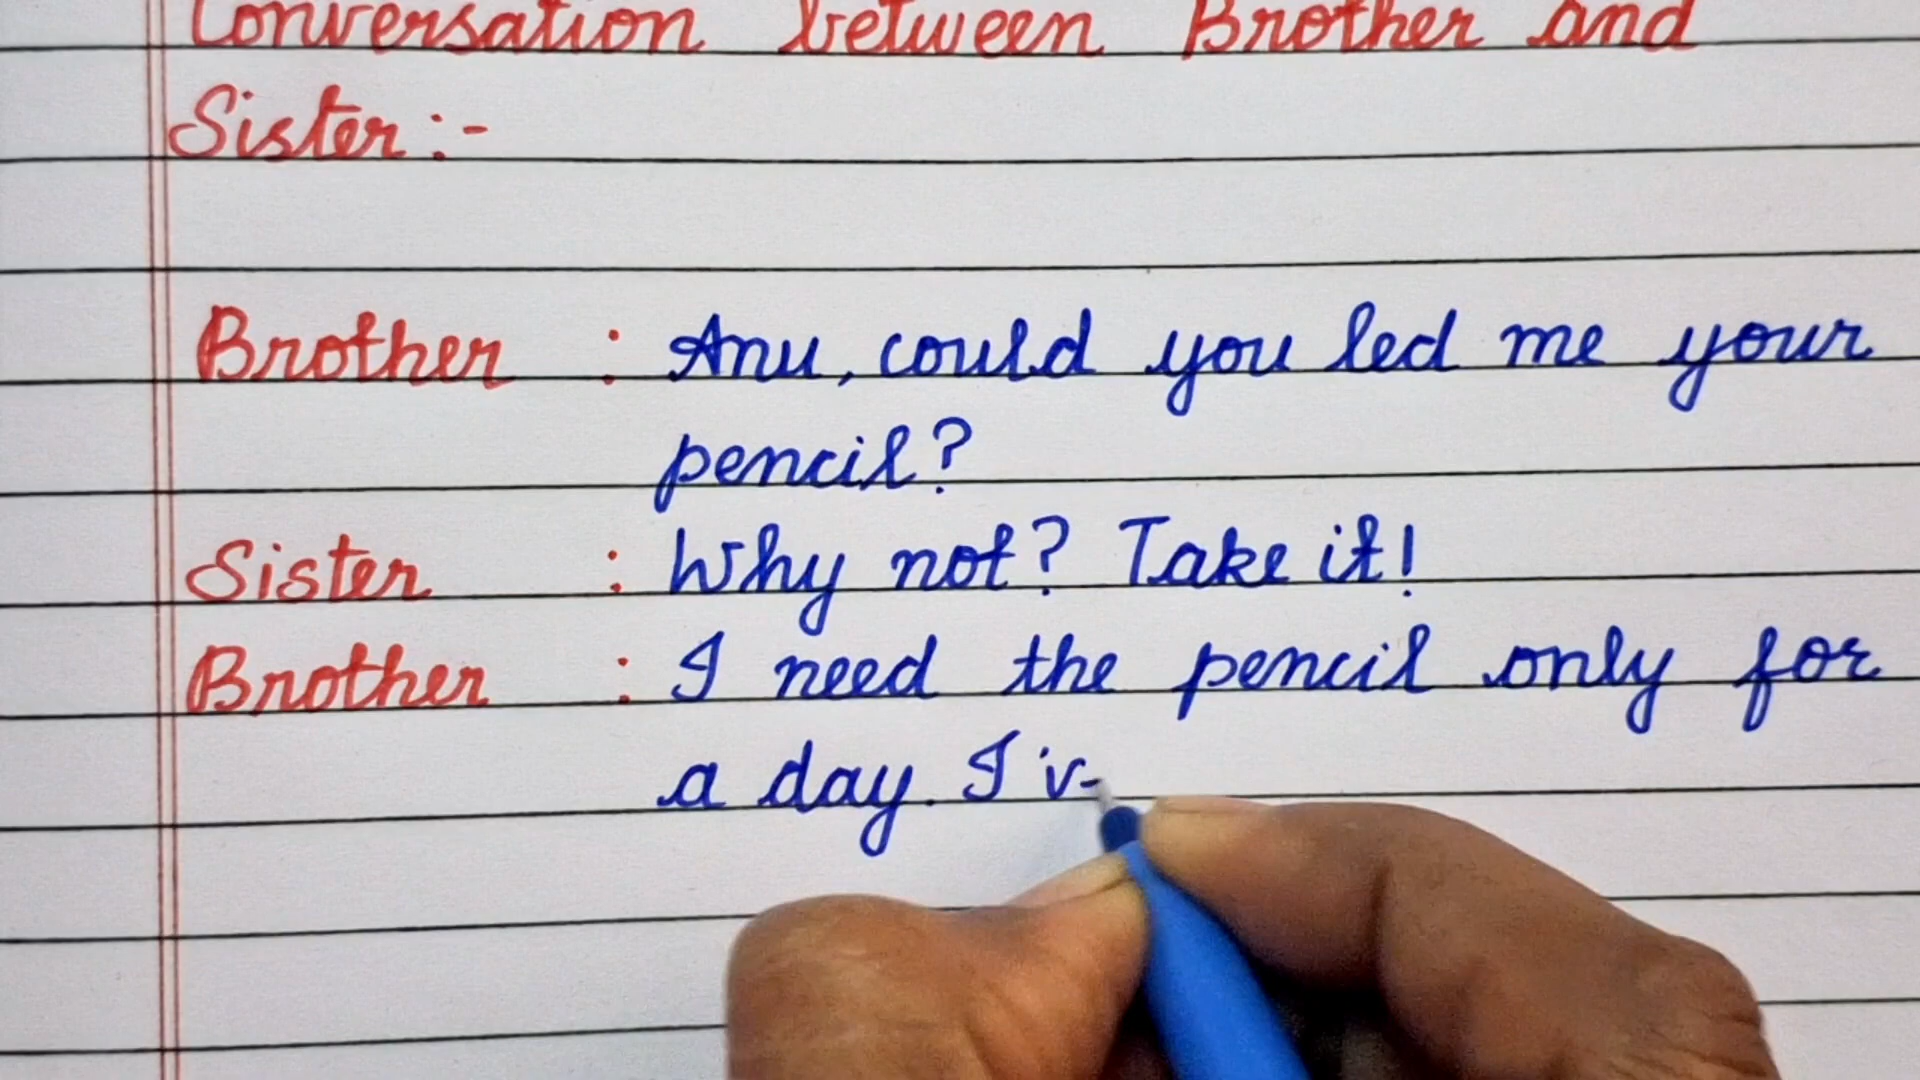 Conversation between Brother and
Sister :-
Brother : Anu, could you led me your
pencil?
Sister : Why not? Take it!
Brother : I need the pencil only for
a day. I